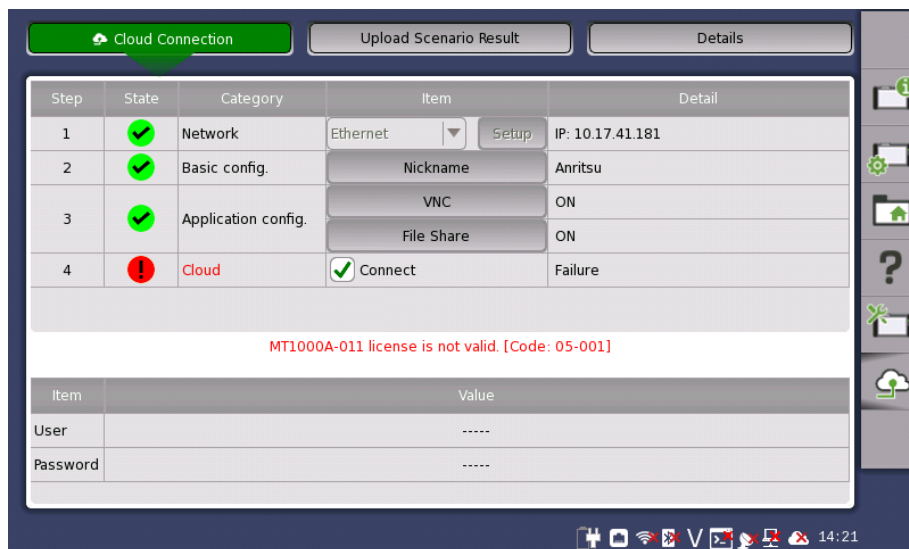 Cloud Connection Upload Scenario Result Details
Step State Category Item Detail
1 Network Ethernet Setup IP: 10.17.41.181
2 Basic config. Nickname Anritsu
3 Application config. VNC ON
File Share ON
4 Cloud Connect Failure
MT1000A-011 license is not valid. [Code: 05-001]
Item Value
User -----
Password -----
14:21